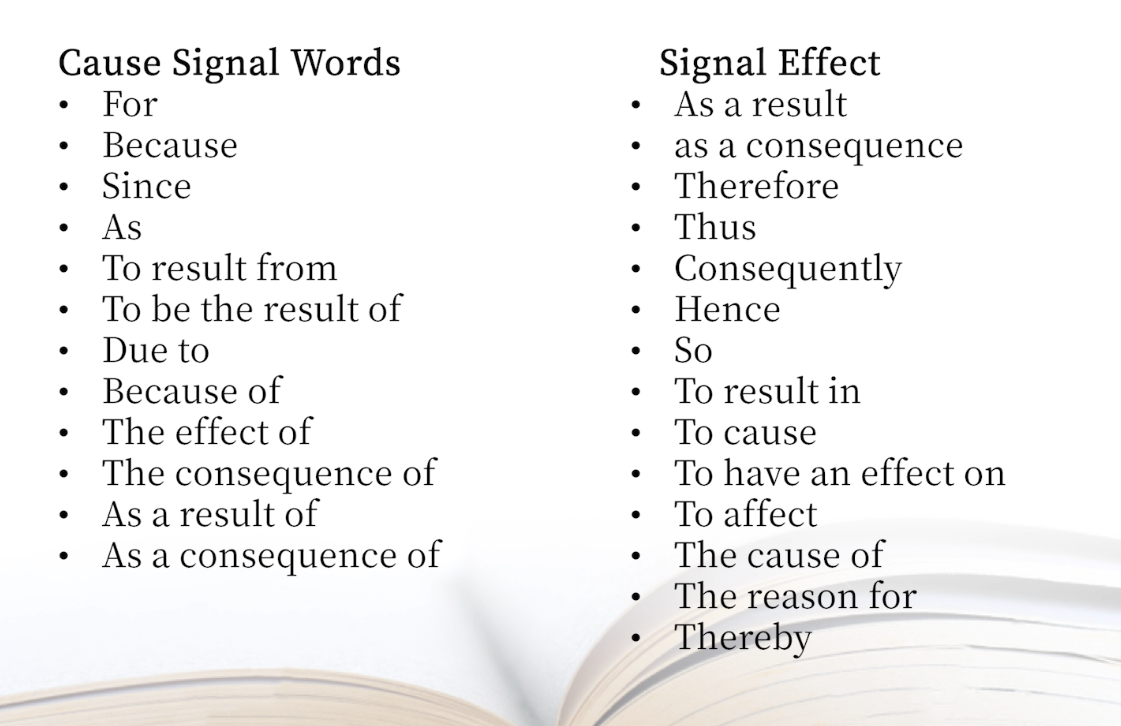 Cause Signal Words
• For
• Because
• Since
• As
• To result from
• To be the result of
• Due to
• Because of
• The effect of
• The consequence of
• As a result of
• As a consequence of
Signal Effect
• As a result
• as a consequence
• Therefore
• Thus
• Consequently
• Hence
• So
• To result in
• To cause
• To have an effect on
• To affect
• The cause of
• The reason for
• Thereby